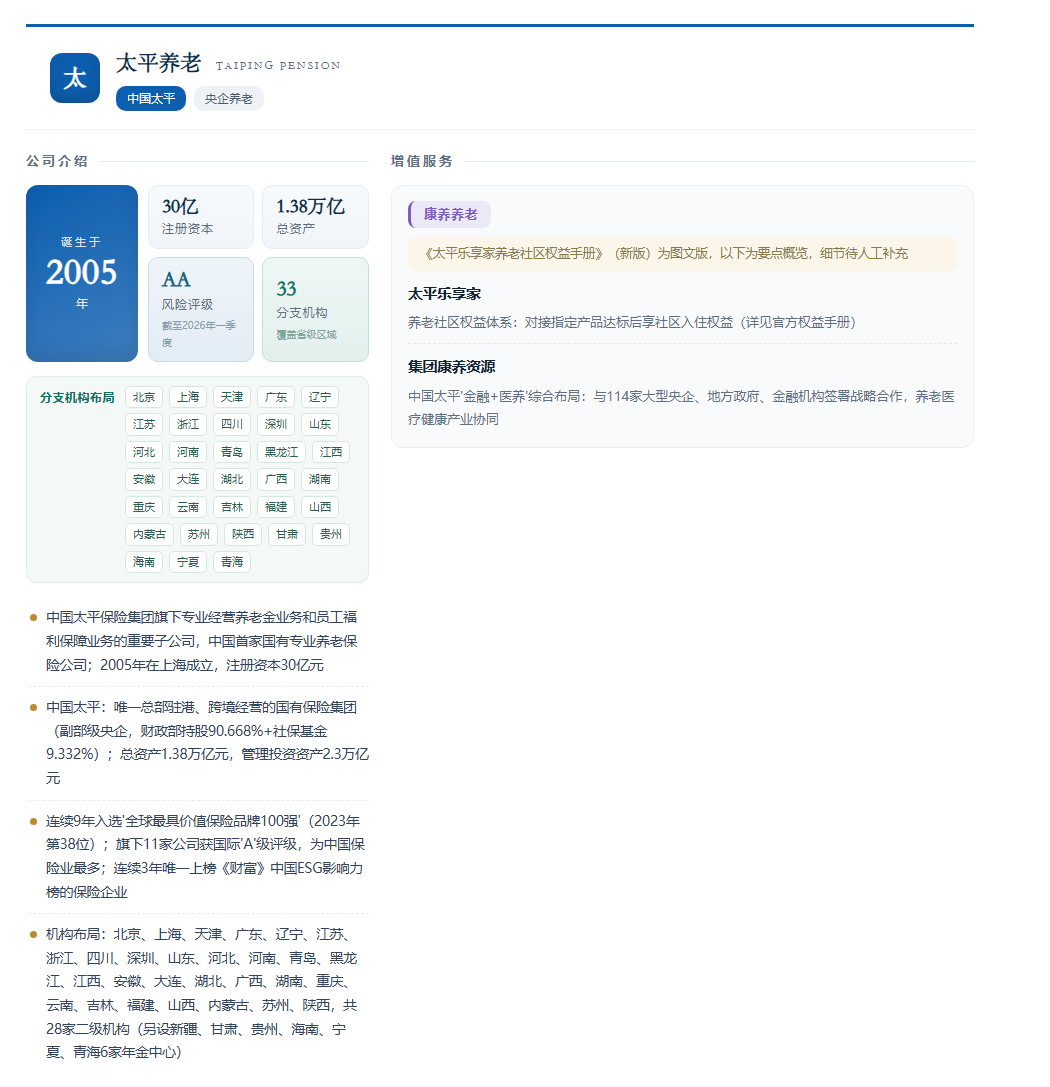 太
太平养老 TAIPING PENSION
中国太平 央企养老
公司介绍
诞生于
2005
年
30亿
注册资本
1.38万亿
总资产
AA
风险评级
截至2026年一季
度
33
分支机构
覆盖省级区域
分支机构布局 北京 上海 天津 广东 辽宁
江苏 浙江 四川 深圳 山东
河北 河南 青岛 黑龙江 江西
安徽 大连 湖北 广西 湖南
重庆 云南 吉林 福建 山西
内蒙古 苏州 陕西 甘肃 贵州
海南 宁夏 青海
中国太平保险集团旗下专业经营养老金业务和员工福
利保障业务的重要子公司，中国首家国有专业养老保
险公司；2005年在上海成立，注册资本30亿元
中国太平：唯一总部驻港、跨境经营的国有保险集团
（副部级央企，财政部持股90.668%+社保基金
9.332%）；总资产1.38万亿元，管理投资资产2.3万亿
元
连续9年入选'全球最具价值保险品牌100强'（2023年
第38位）；旗下11家公司获国际'A'级评级，为中国保
险业最多；连续3年唯一上榜《财富》中国ESG影响力
榜的保险企业
机构布局：北京、上海、天津、广东、辽宁、江苏、
浙江、四川、深圳、山东、河北、河南、青岛、黑龙
江、江西、安徽、大连、湖北、广西、湖南、重庆、
云南、吉林、福建、山西、内蒙古、苏州、陕西，共
28家二级机构（另设新疆、甘肃、贵州、海南、宁
夏、青海6家年金中心）
增值服务
康养养老
《太平乐享家养老社区权益手册》（新版）为图文版，以下为要点概览，细节待人工补充
太平乐享家
养老社区权益体系：对接指定产品达标后享社区入住权益（详见官方权益手册）
集团康养资源
中国太平'金融+医养'综合布局：与114家大型央企、地方政府、金融机构签署战略合作，养老医
疗健康产业协同